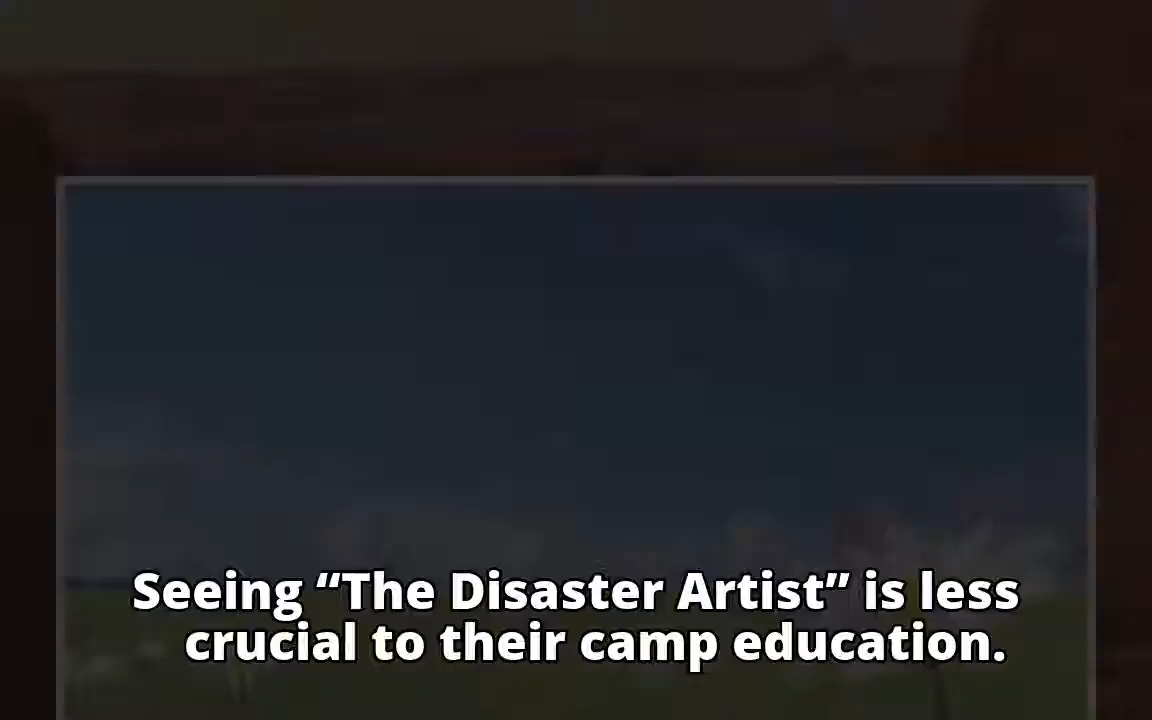 Seeing “The Disaster Artist” is less
crucial to their camp education.